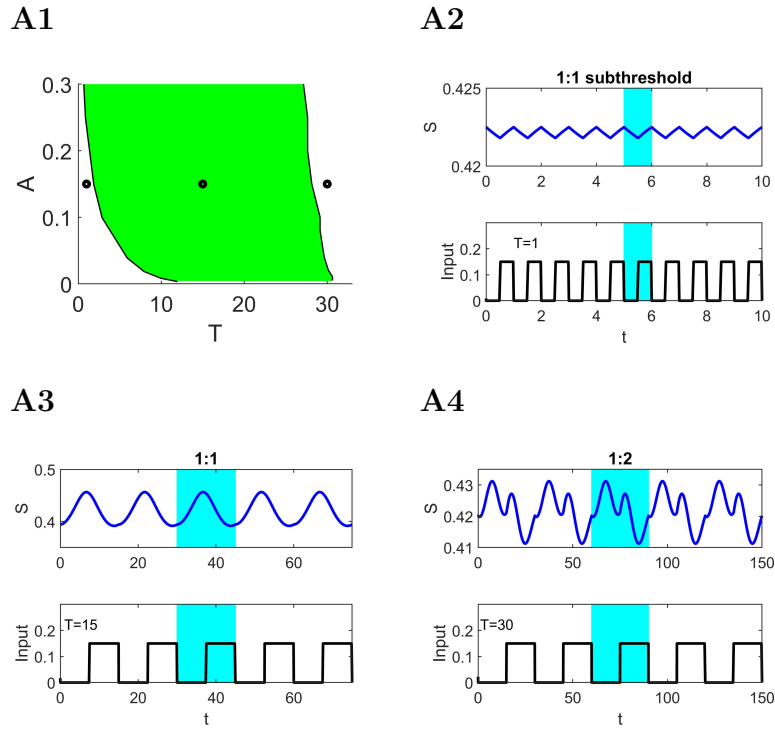 A1
A2
0.3
0.2
0.1
0
A
0
10
20
30
T
1:1 subthreshold
0.425
0.42
S
0 2 4 6 8 10
0.2
0.1
0
Input
T=1
0 2 4 6 8 10
t
A3
A4
1:1
0.5
0.4
S
0 20 40 60
0.2
0.1
0
Input
T=15
0 20 40 60
t
1:2
0.43
0.42
0.41
S
0 50 100 150
0.2
0.1
0
Input
T=30
0 50 100 150
t